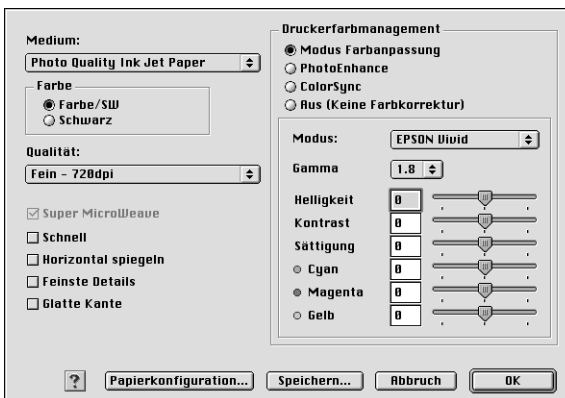 Medium:
Photo Quality Ink Jet Paper
Farbe
Farbe/SW
Schwarz
Qualität:
Fein - 720dpi
Super MicroWeave
Schnell
Horizontal spiegeln
Feinste Details
Glatte Kante
Druckerfarbmanagement
Modus Farbanpassung
PhotoEnhance
ColorSync
Aus (Keine Farbkorrektur)
Modus: EPSON Vivid
Gamma 1.8
Helligkeit 0
Kontrast 0
Sättigung 0
Cyan 0
Magenta 0
Gelb 0
? Papierkonfiguration... Speichern... Abbruch OK